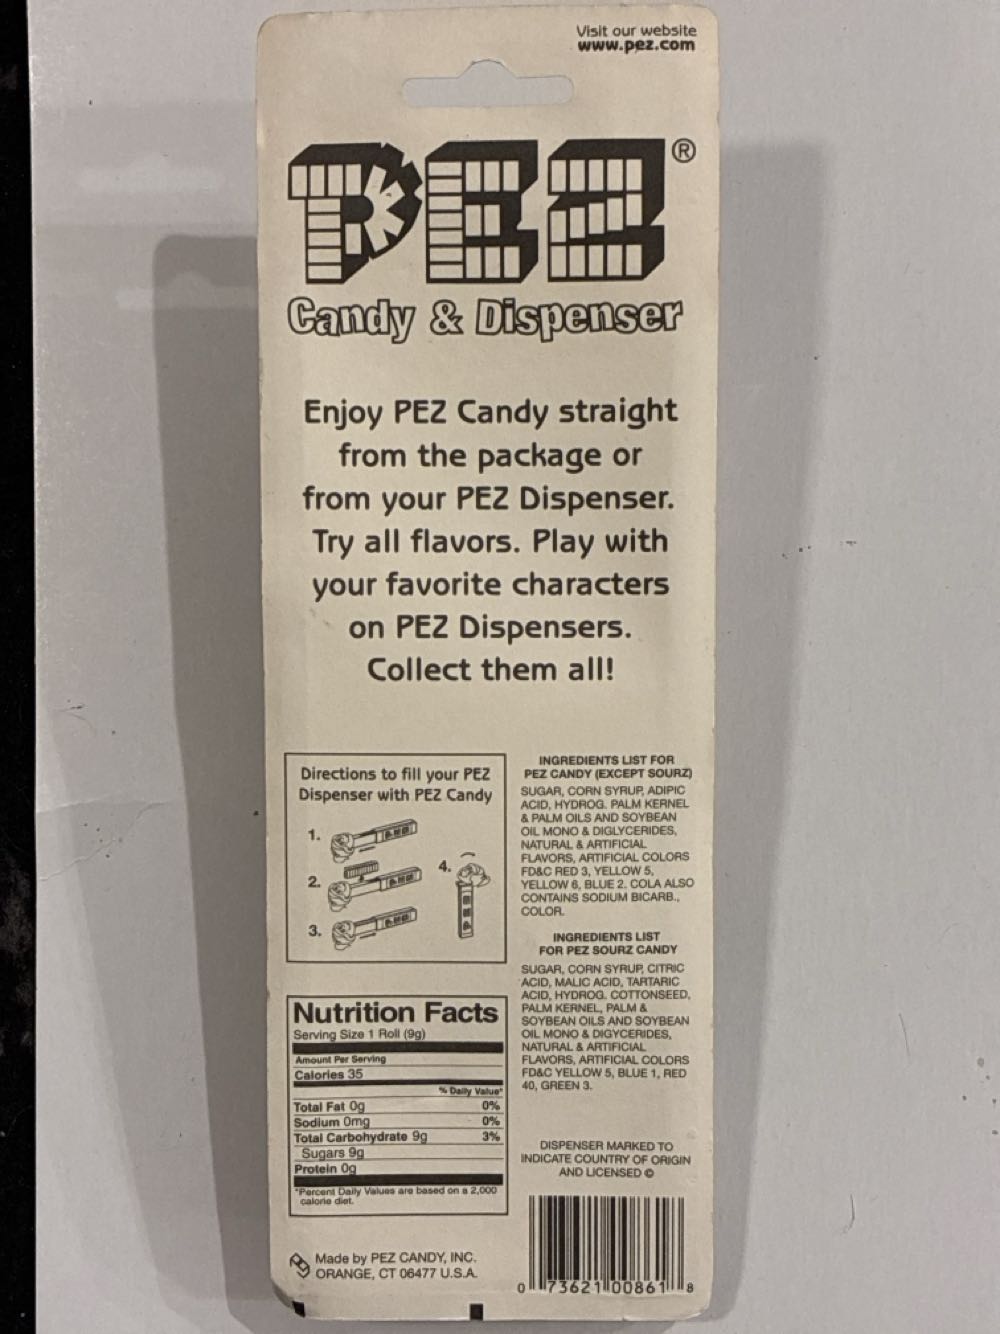 Visit our website
www.pez.com
PEZ®
Candy & Dispenser
Enjoy PEZ Candy straight
from the package or
from your PEZ Dispenser.
Try all flavors. Play with
your favorite characters
on PEZ Dispensers.
Collect them all!
Directions to fill your PEZ
Dispenser with PEZ Candy
1.
2.
3.
4.
INGREDIENTS LIST FOR
PEZ CANDY (EXCEPT SOURZ)
SUGAR, CORN SYRUP, ADIPIC
ACID, HYDROG. PALM KERNEL
& PALM OILS AND SOYBEAN
OIL MONO & DIGLYCERIDES,
NATURAL & ARTIFICIAL
FLAVORS, ARTIFICIAL COLORS
FD&C RED 3, YELLOW 5,
YELLOW 6, BLUE 2. COLA ALSO
CONTAINS SODIUM BICARB.,
COLOR.
INGREDIENTS LIST
FOR PEZ SOURZ CANDY
SUGAR, CORN SYRUP, CITRIC
ACID, MALIC ACID, TARTARIC
ACID, HYDROG. COTTONSEED,
PALM KERNEL, PALM &
SOYBEAN OILS AND SOYBEAN
OIL MONO & DIGYCERIDES,
NATURAL & ARTIFICIAL
FLAVORS, ARTIFICIAL COLORS
FD&C YELLOW 5, BLUE 1, RED
40, GREEN 3.
Nutrition Facts
Serving Size 1 Roll (9g)
Amount Per Serving
Calories 35
% Daily Value*
Total Fat 0g 0%
Sodium 0mg 0%
Total Carbohydrate 9g 3%
Sugars 9g
Protein 0g
*Percent Daily Values are based on a 2,000
calorie diet.
DISPENSER MARKED TO
INDICATE COUNTRY OF ORIGIN
AND LICENSED ©
Made by PEZ CANDY, INC.
ORANGE, CT 06477 U.S.A.
0 73621 00861 8